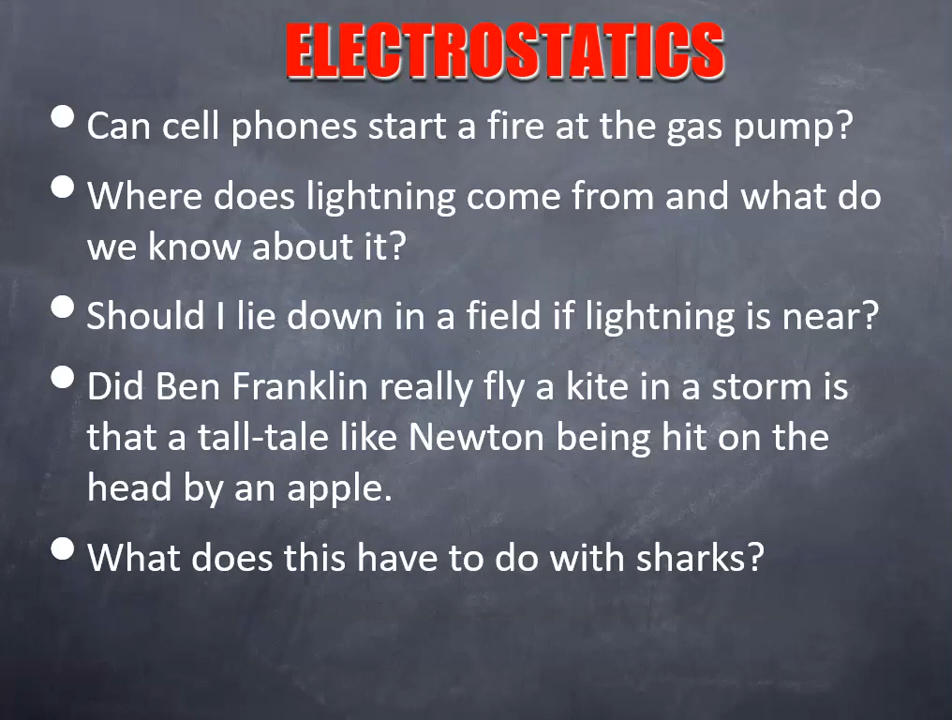 ELECTROSTATICS
• Can cell phones start a fire at the gas pump?
• Where does lightning come from and what do
we know about it?
• Should I lie down in a field if lightning is near?
• Did Ben Franklin really fly a kite in a storm is
that a tall-tale like Newton being hit on the
head by an apple.
• What does this have to do with sharks?